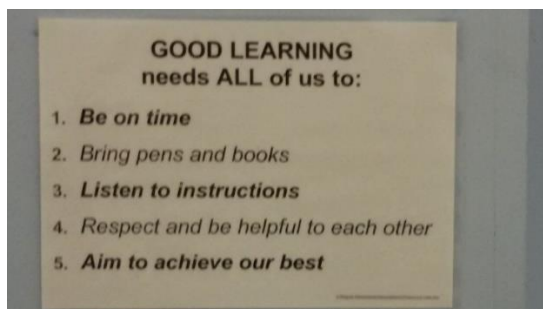 GOOD LEARNING
needs ALL of us to:
1. Be on time
2. Bring pens and books
3. Listen to instructions
4. Respect and be helpful to each other
5. Aim to achieve our best